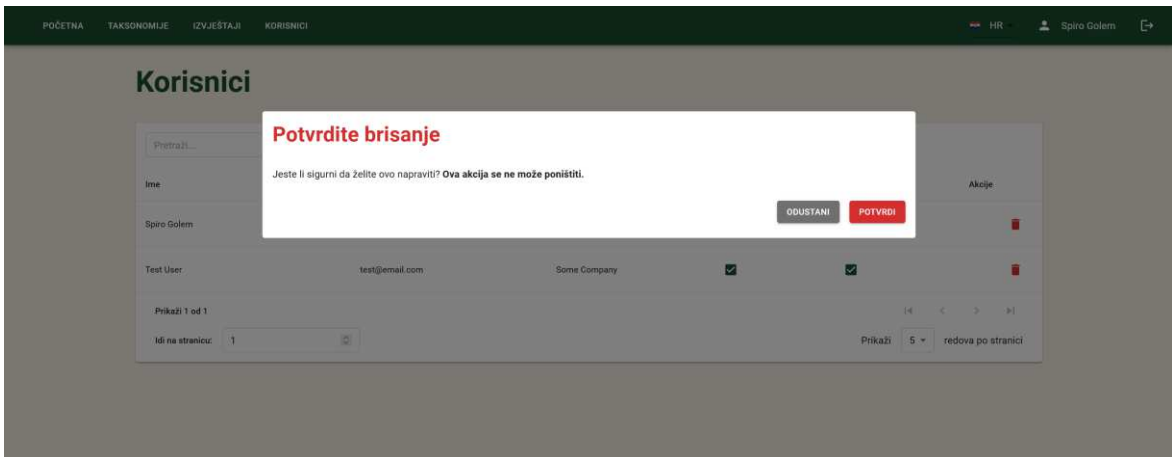 POČETNA TAKSONOMIJE IZVJEŠTAJI KORISNICI HR Spiro Golem
Korisnici
Potvrdite brisanje
Pretraži...
Jeste li sigurni da želite ovo napraviti? Ova akcija se ne može poništiti.
Ime Akcije
ODUSTANI POTVRDI
Spiro Golem
Test User test@email.com Some Company
Prikaži 1 od 1
Idi na stranicu: 1 Prikaži 5 redova po stranici